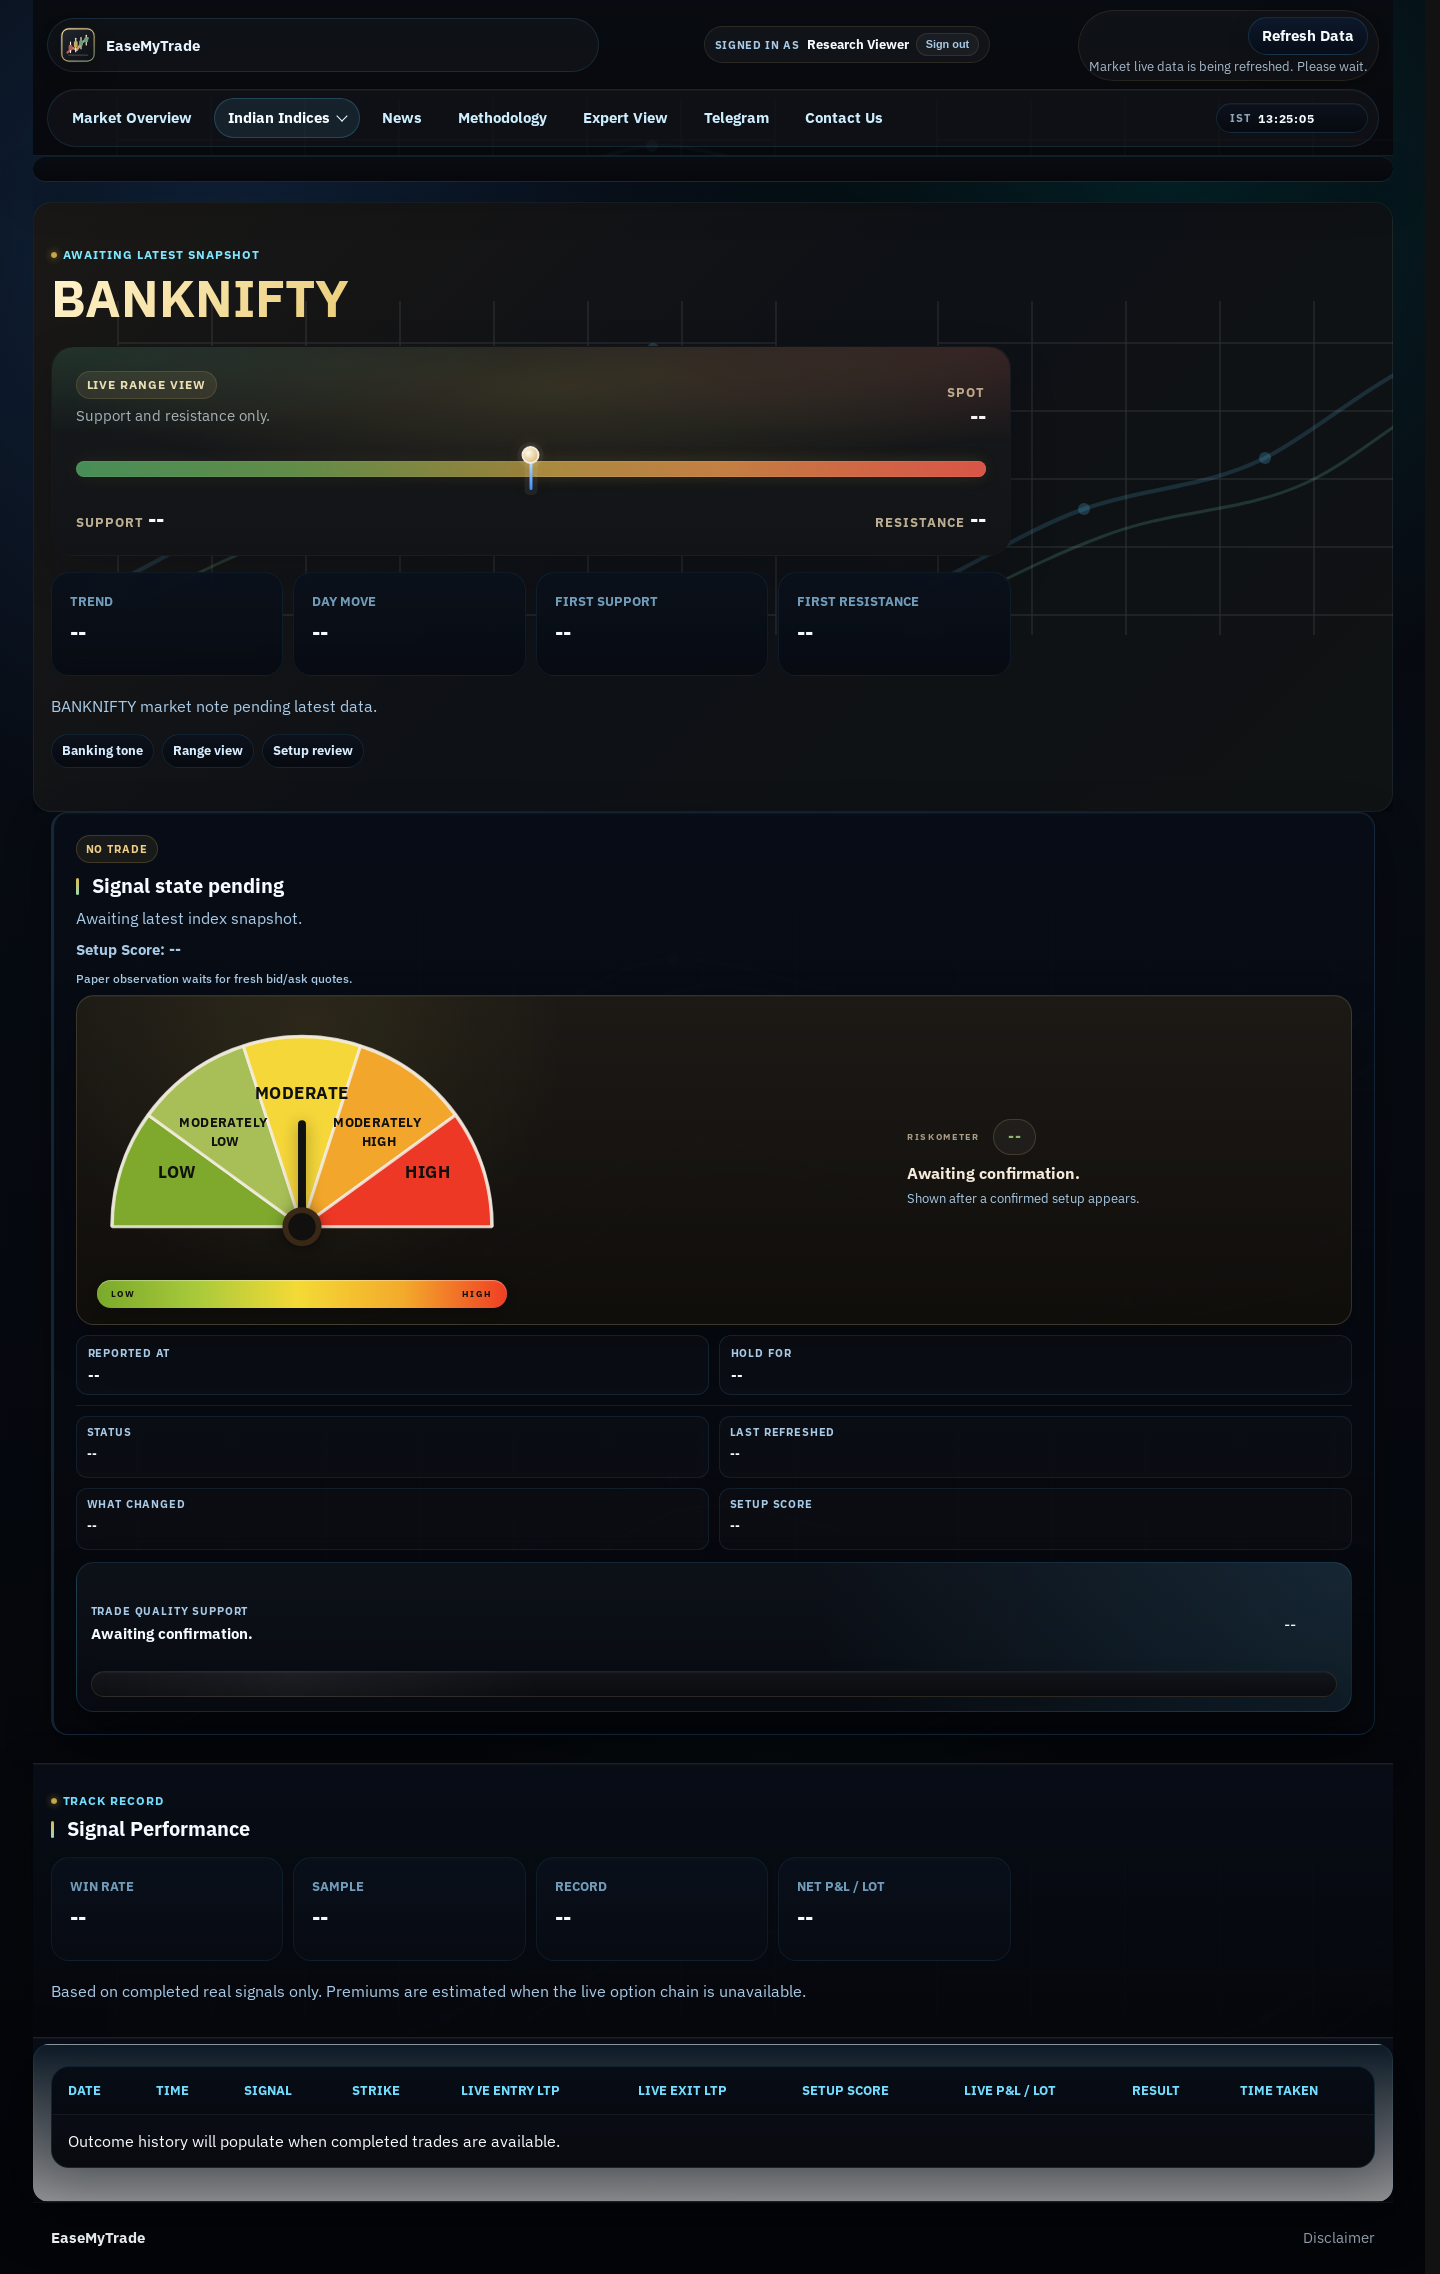 EaseMyTrade
SIGNED IN AS Research Viewer Sign out
Refresh Data
Market live data is being refreshed. Please wait.
Market Overview Indian Indices News Methodology Expert View Telegram Contact Us IST 13:25:05
AWAITING LATEST SNAPSHOT
BANKNIFTY
LIVE RANGE VIEW
Support and resistance only.
SPOT
--
SUPPORT -- RESISTANCE --
TREND DAY MOVE FIRST SUPPORT FIRST RESISTANCE
-- -- -- --
BANKNIFTY market note pending latest data.
Banking tone Range view Setup review
NO TRADE
Signal state pending
Awaiting latest index snapshot.
Setup Score: --
Paper observation waits for fresh bid/ask quotes.
MODERATE
MODERATELY LOW
MODERATELY HIGH
LOW
HIGH
LOW HIGH
RISKOMETER --
Awaiting confirmation.
Shown after a confirmed setup appears.
REPORTED AT HOLD FOR
-- --
STATUS LAST REFRESHED
-- --
WHAT CHANGED SETUP SCORE
-- --
TRADE QUALITY SUPPORT
Awaiting confirmation.
--
TRACK RECORD
Signal Performance
WIN RATE SAMPLE RECORD NET P&L / LOT
-- -- -- --
Based on completed real signals only. Premiums are estimated when the live option chain is unavailable.
DATE TIME SIGNAL STRIKE LIVE ENTRY LTP LIVE EXIT LTP SETUP SCORE LIVE P&L / LOT RESULT TIME TAKEN
Outcome history will populate when completed trades are available.
EaseMyTrade Disclaimer